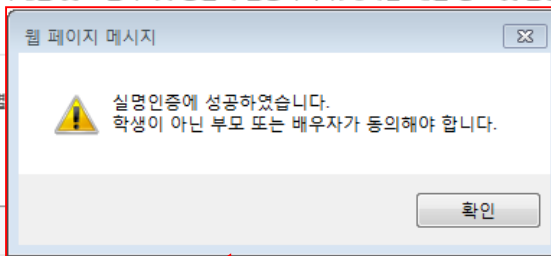 웹 페이지 메시지
실명인증에 성공하였습니다.
학생이 아닌 부모 또는 배우자가 동의해야 합니다.
확인